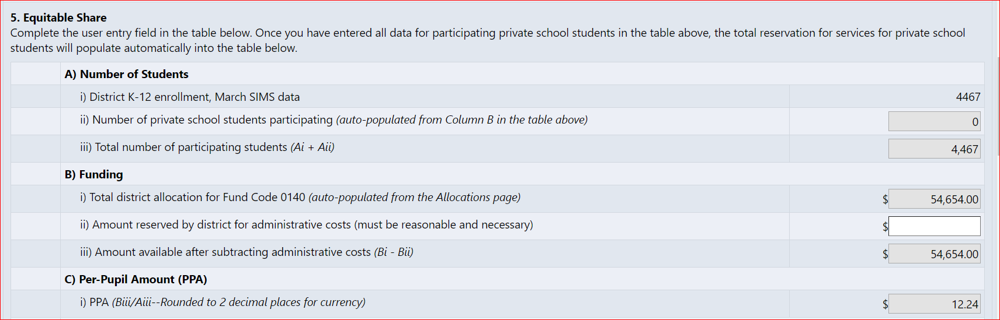 5. Equitable Share
Complete the user entry field in the table below. Once you have entered all data for participating private school students in the table above, the total reservation for services for private school
students will populate automatically into the table below.
A) Number of Students
i) District K-12 enrollment, March SIMS data 4467
ii) Number of private school students participating (auto-populated from Column B in the table above) 0
iii) Total number of participating students (Ai + Aii) 4,467
B) Funding
i) Total district allocation for Fund Code 0140 (auto-populated from the Allocations page) $ 54,654.00
ii) Amount reserved by district for administrative costs (must be reasonable and necessary) $
iii) Amount available after subtracting administrative costs (Bi - Bii) $ 54,654.00
C) Per-Pupil Amount (PPA)
i) PPA (Biii/Aiii--Rounded to 2 decimal places for currency) $ 12.24